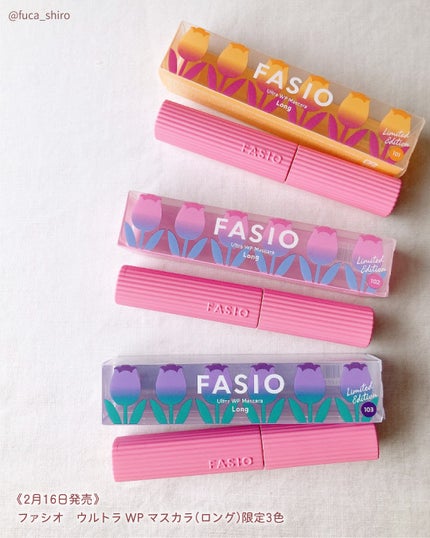 @fuca_shiro
FASIO
Ultra WP Mascara
Long
Limited
Edition
101
FASIO
FASIO
Ultra WP Mascara
Long
Limited
Edition
102
FASIO
FASIO
Ultra WP Mascara
Long
Limited
Edition
103
FASIO
《2月16日発売》
ファシオ ウルトラWPマスカラ(ロング)限定3色